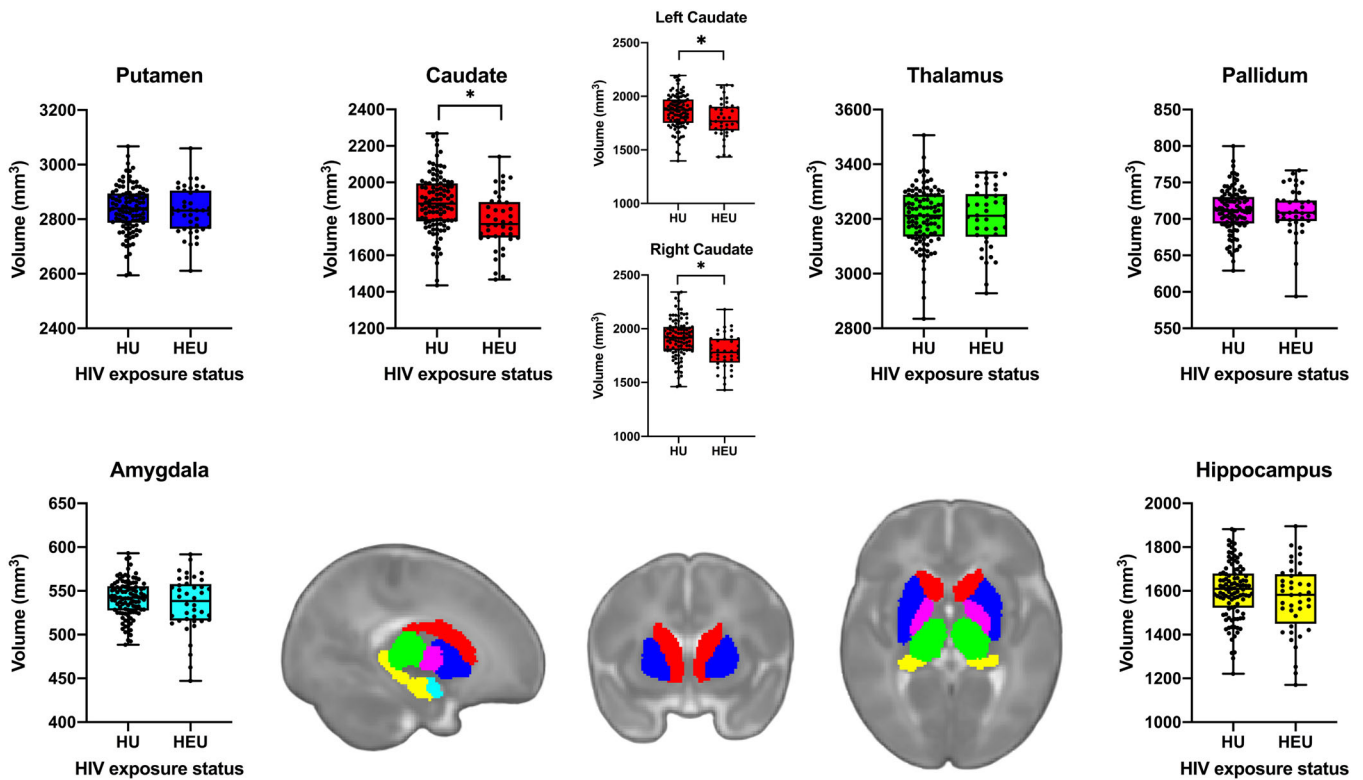 Left Caudate
2500
*
2000
Volume (mm³)
1500
1000
HU HEU
Putamen
3200
3000
Volume (mm³)
2800
2600
2400
HU HEU
HIV exposure status
Caudate
2400
*
2200
2000
Volume (mm³)
1800
1600
1400
1200
HU HEU
HIV exposure status
Right Caudate
2500
*
2000
Volume (mm³)
1500
1000
HU HEU
Thalamus
3600
3400
Volume (mm³)
3200
3000
2800
HU HEU
HIV exposure status
Pallidum
850
800
750
Volume (mm³)
700
650
600
550
HU HEU
HIV exposure status
Amygdala
650
600
Volume (mm³)
550
500
450
400
HU HEU
HIV exposure status
Hippocampus
2000
1800
Volume (mm³)
1600
1400
1200
1000
HU HEU
HIV exposure status